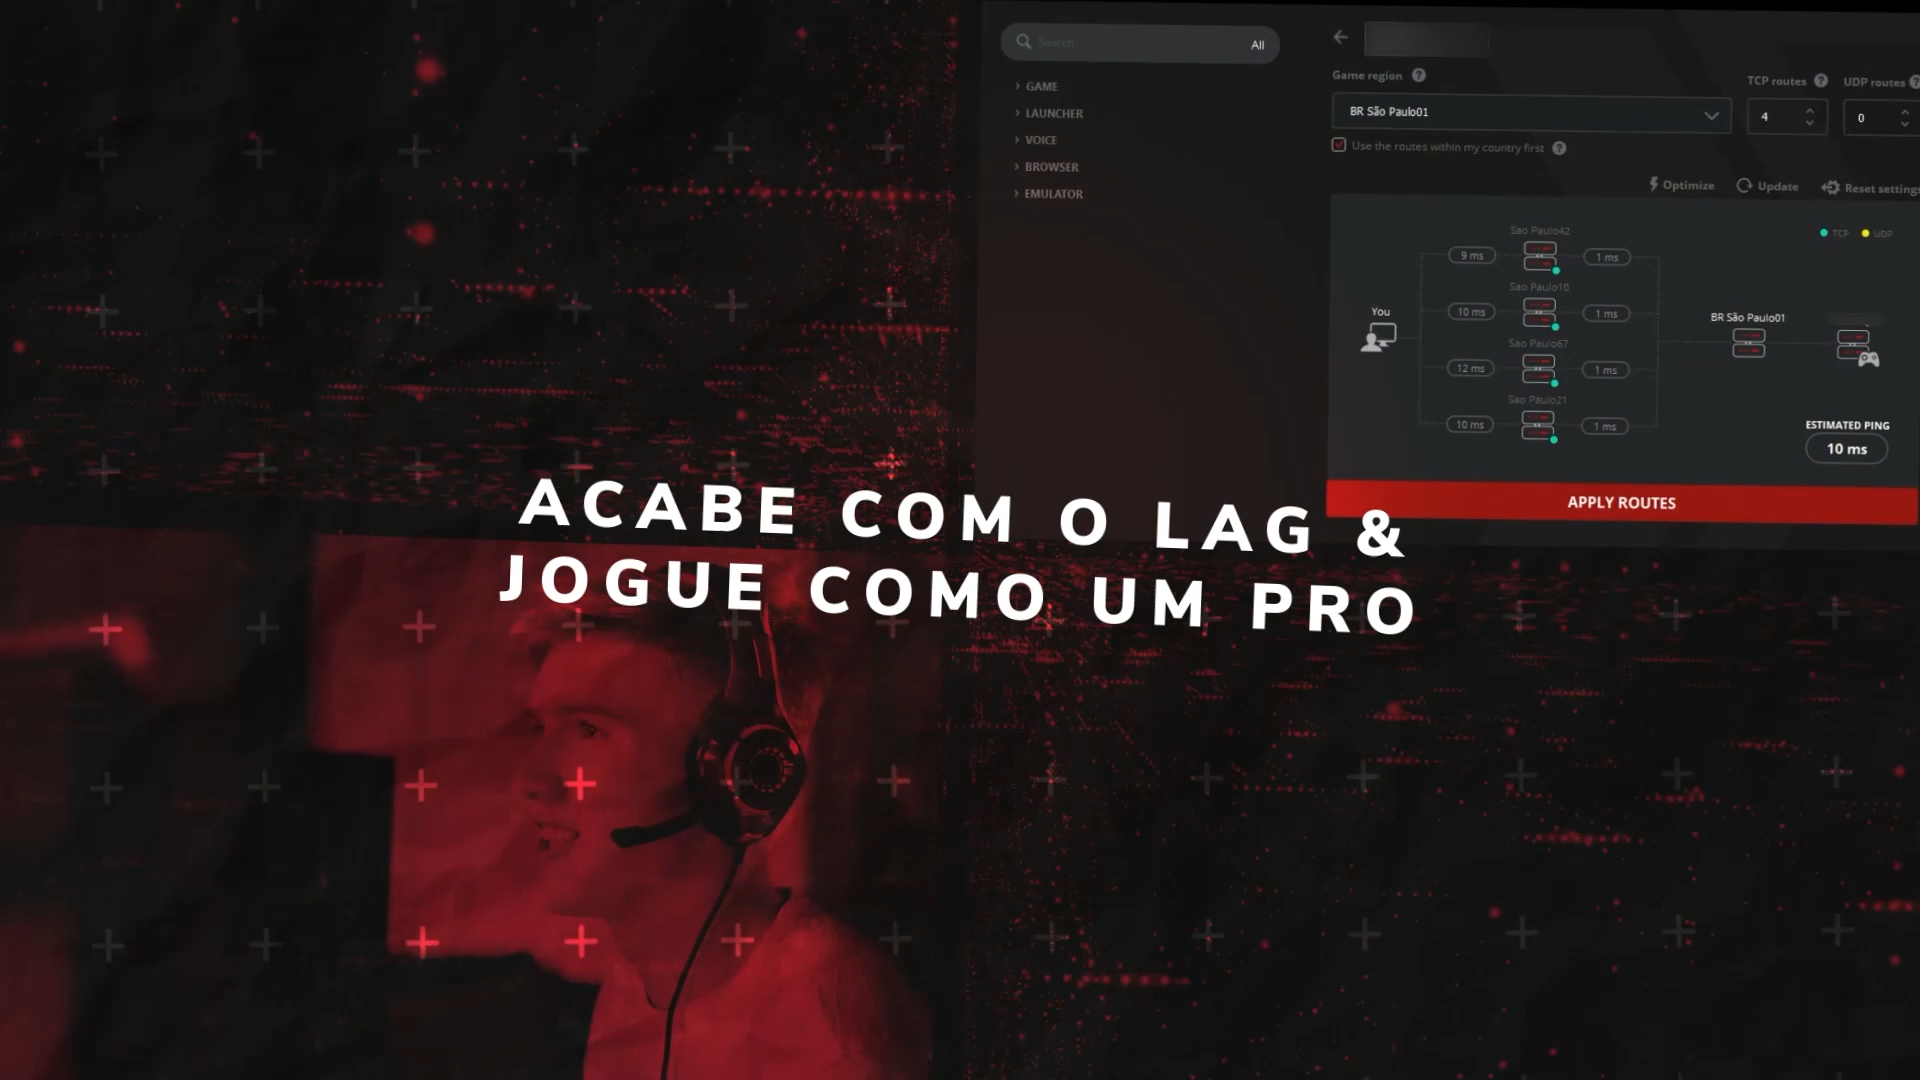 Search
All
GAME
LAUNCHER
VOICE
BROWSER
EMULATOR
Game region
TCP routes
UDP routes
BR São Paulo01
4
0
Use the routes within my country first
Optimize
Update
Reset settings
TCP
UDP
Sao Paulo42
9 ms
1 ms
Sao Paulo10
10 ms
1 ms
You
BR São Paulo01
Sao Paulo67
12 ms
1 ms
Sao Paulo21
10 ms
1 ms
ESTIMATED PING
10 ms
APPLY ROUTES
ACABE COM O LAG &
JOGUE COMO UM PRO